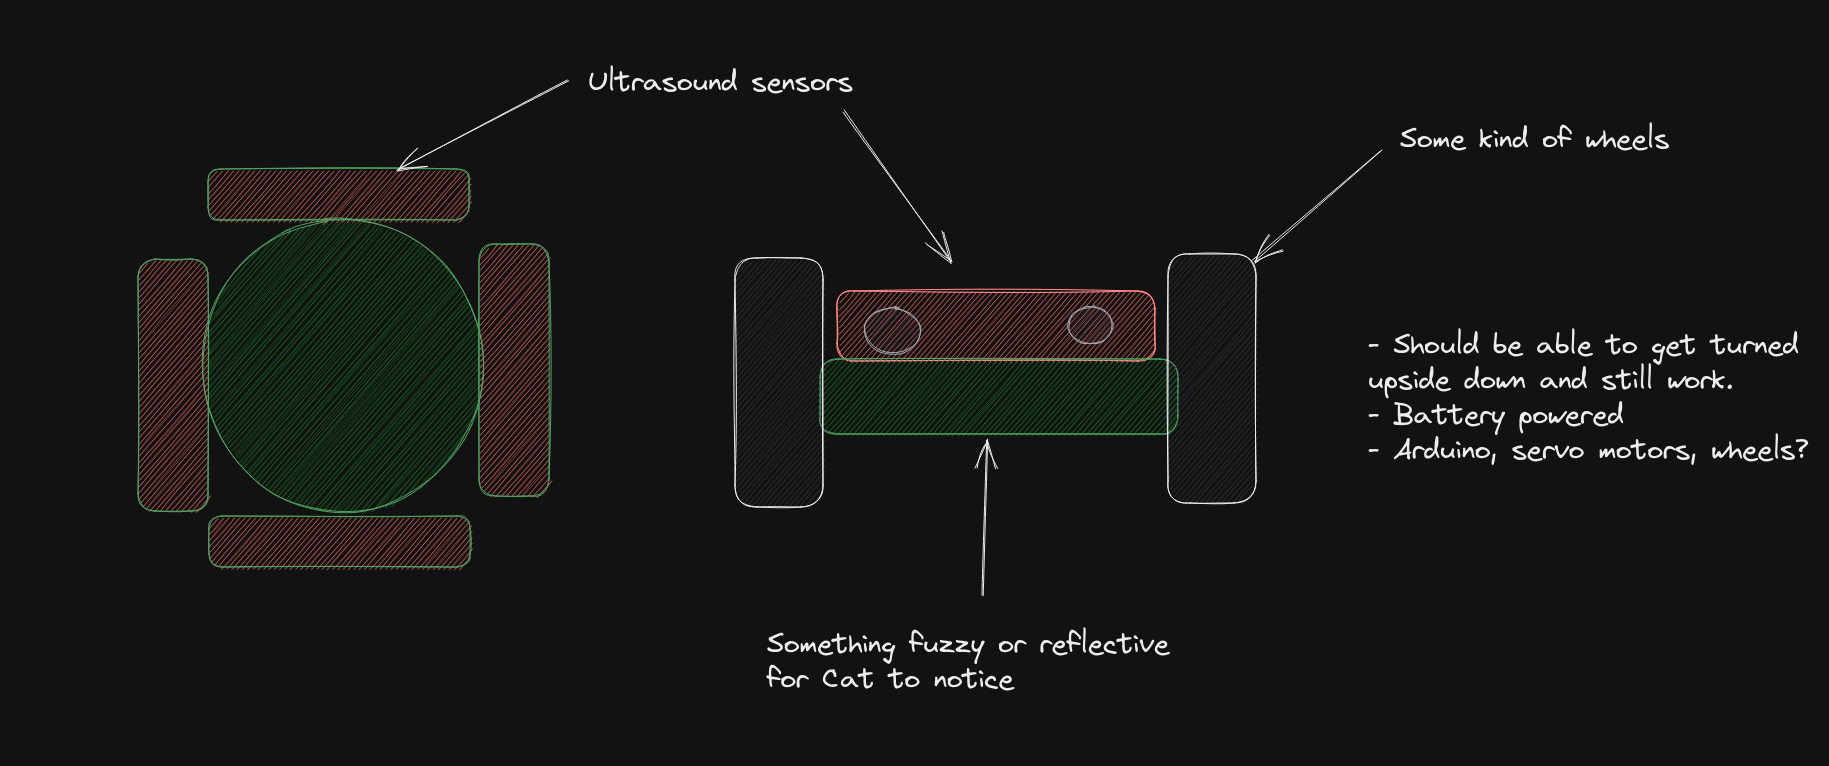 Ultrasound sensors
Some kind of wheels
- Should be able to get turned
upside down and still work.
- Battery powered
- Arduino, servo motors, wheels?
Something fuzzy or reflective
for Cat to notice